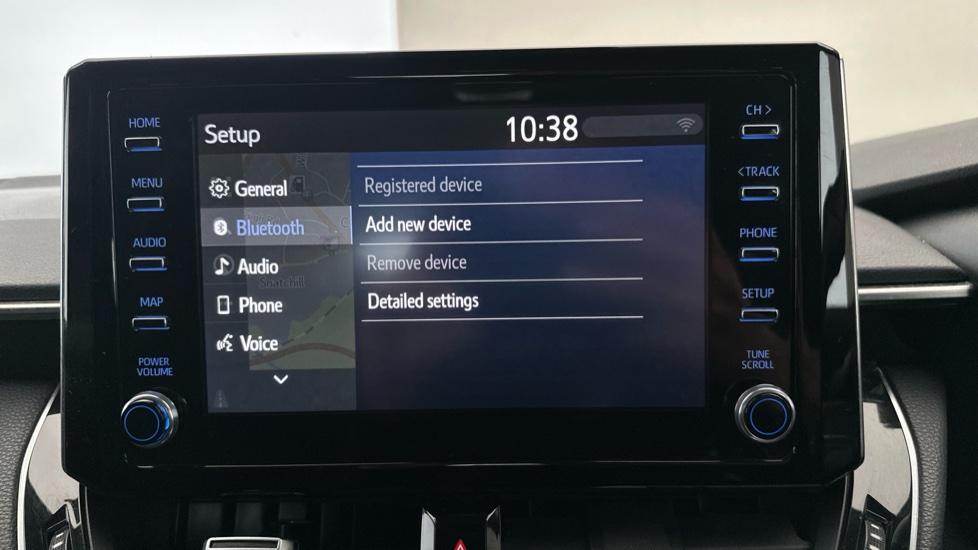 Setup
10:38
General
Bluetooth
Audio
Phone
Voice
Registered device
Add new device
Remove device
Detailed settings
Snatchill
HOME
MENU
AUDIO
MAP
POWER
VOLUME
CH >
< TRACK
PHONE
SETUP
TUNE
SCROLL